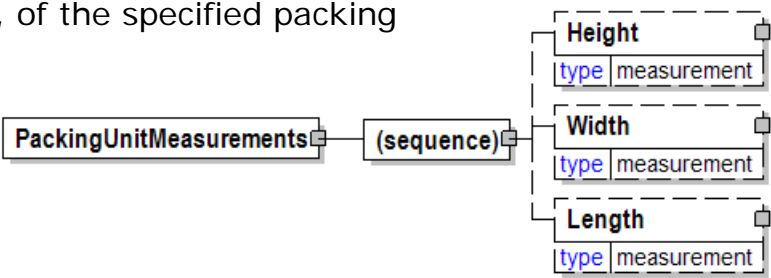 , of the specified packing
Height
type measurement
PackingUnitMeasurements
(sequence)
Width
type measurement
Length
type measurement